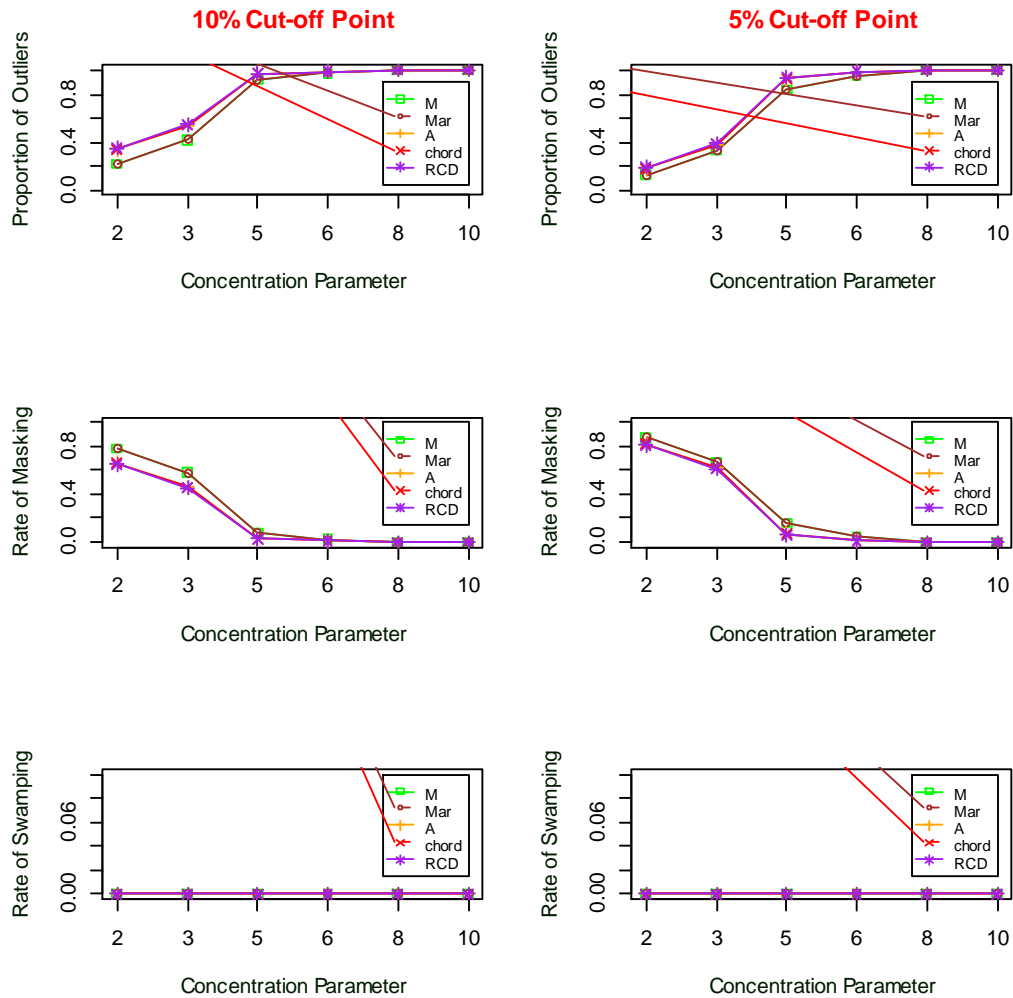 10% Cut-off Point
5% Cut-off Point
Proportion of Outliers
0.0 0.4 0.8
M
Mar
A
chord
RCD
2 3 5 6 8 10
Concentration Parameter
Proportion of Outliers
0.0 0.4 0.8
M
Mar
A
chord
RCD
2 3 5 6 8 10
Concentration Parameter
Rate of Masking
0.0 0.4 0.8
M
Mar
A
chord
RCD
2 3 5 6 8 10
Concentration Parameter
Rate of Masking
0.0 0.4 0.8
M
Mar
A
chord
RCD
2 3 5 6 8 10
Concentration Parameter
Rate of Swamping
0.00 0.06
M
Mar
A
chord
RCD
2 3 5 6 8 10
Concentration Parameter
Rate of Swamping
0.00 0.06
M
Mar
A
chord
RCD
2 3 5 6 8 10
Concentration Parameter